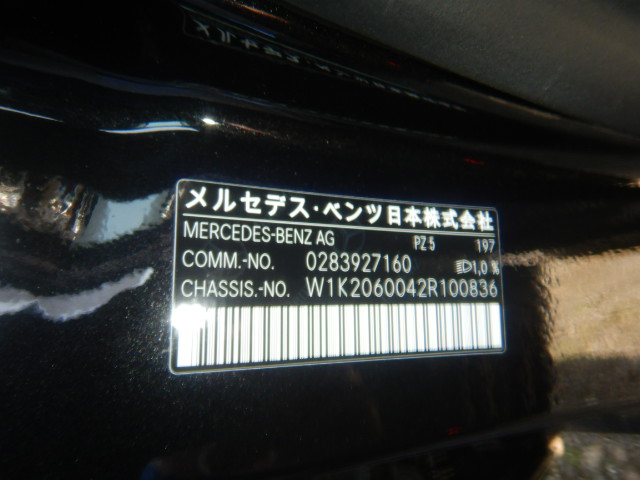 メルセデス・ベンツ日本株式会社
MERCEDES-BENZ AG PZ 5 197
COMM.-NO. 0283927160 1,0 %
CHASSIS.-NO. W1K2060042R100836